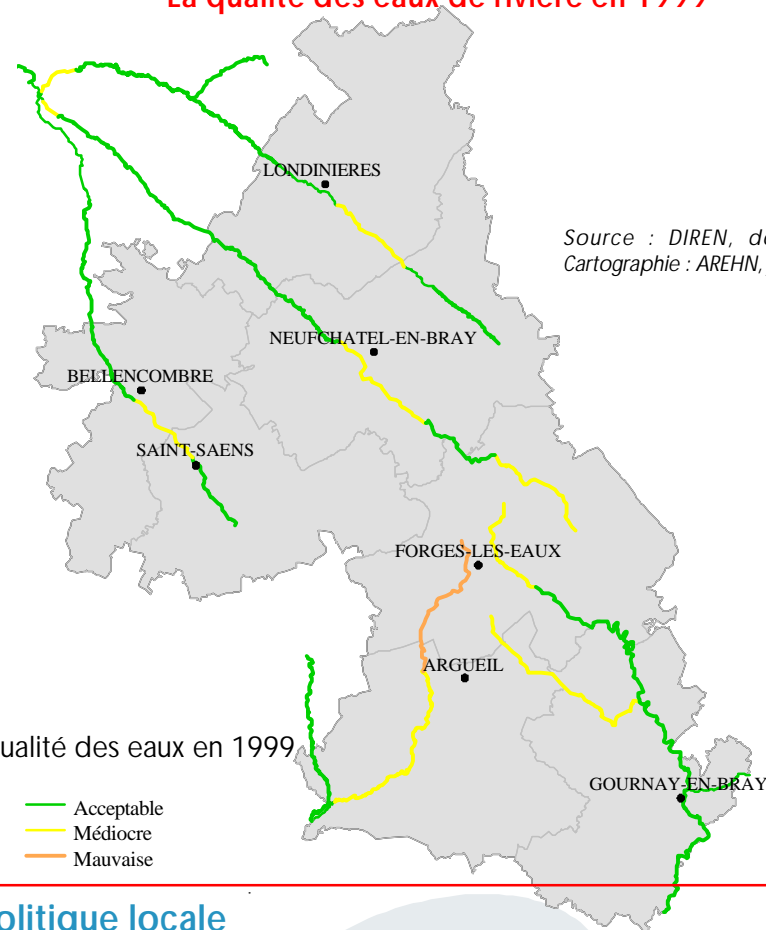 La qualité des eaux de rivière en 1999
LONDINIERES
Source : DIREN,
Cartographie : AREHN,
NEUFCHATEL-EN-BRAY
BELLENCOMBRE
SAINT-SAENS
FORGES-LES-EAUX
ARGUEIL
ualité des eaux en 1999
GOURNAY-EN-BRAY
Acceptable
Médiocre
Mauvaise
olitique locale